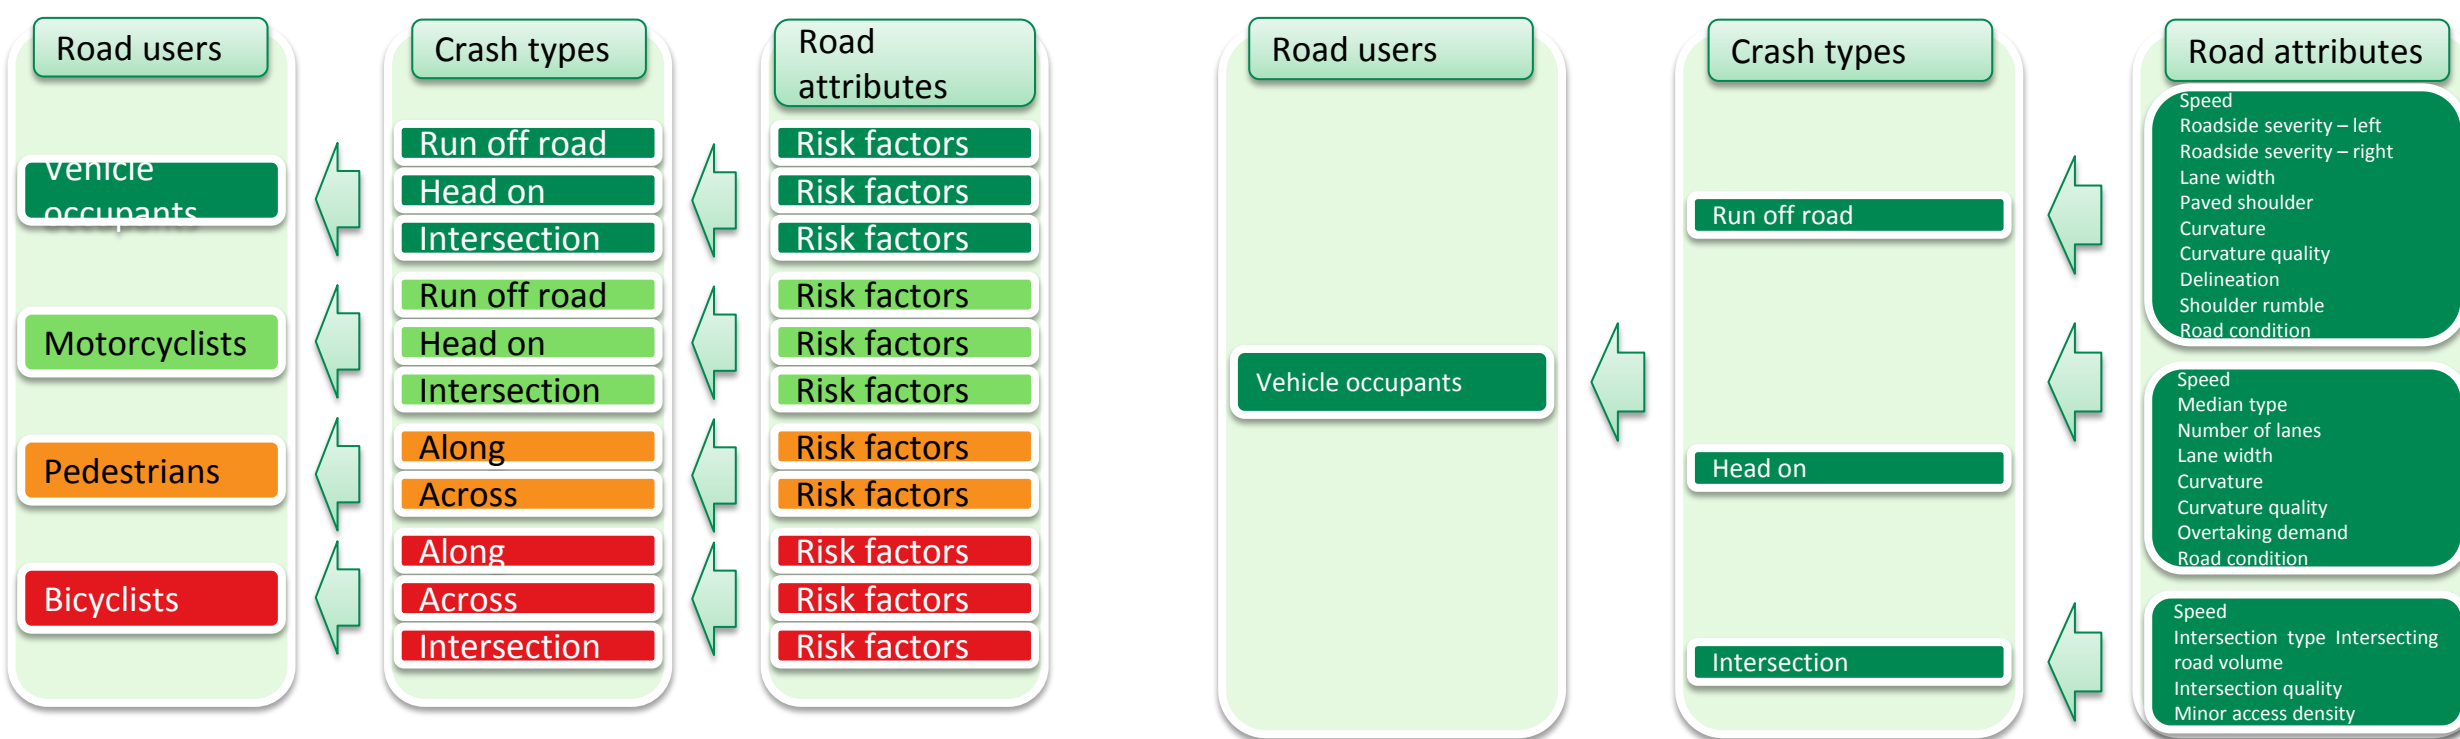 Road users
Vehicle
occupants
Motorcyclists
Pedestrians
Bicyclists
Crash types
Run off road
Head on
Intersection
Run off road
Head on
Intersection
Along
Across
Along
Across
Intersection
Road
attributes
Risk factors
Risk factors
Risk factors
Risk factors
Risk factors
Risk factors
Risk factors
Risk factors
Risk factors
Risk factors
Risk factors
Road users
Vehicle occupants
Crash types
Run off road
Head on
Intersection
Road attributes
Speed
Roadside severity – left
Roadside severity – right
Lane width
Paved shoulder
Curvature
Curvature quality
Delineation
Shoulder rumble
Road condition
Speed
Median type
Number of lanes
Lane width
Curvature
Curvature quality
Overtaking demand
Road condition
Speed
Intersection type Intersecting
road volume
Intersection quality
Minor access density